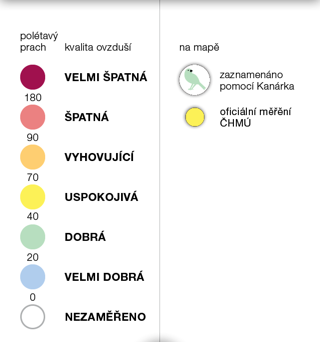 polétavý
prach
kvalita ovzduší
VELMI ŠPATNÁ
180
ŠPATNÁ
90
VYHOVUJÍCÍ
70
USPOKOJIVÁ
40
DOBRÁ
20
VELMI DOBRÁ
0
NEZAMĚŘENO
na mapě
zaznamenáno
pomocí Kanárka
oficiální měření
ČHMÚ